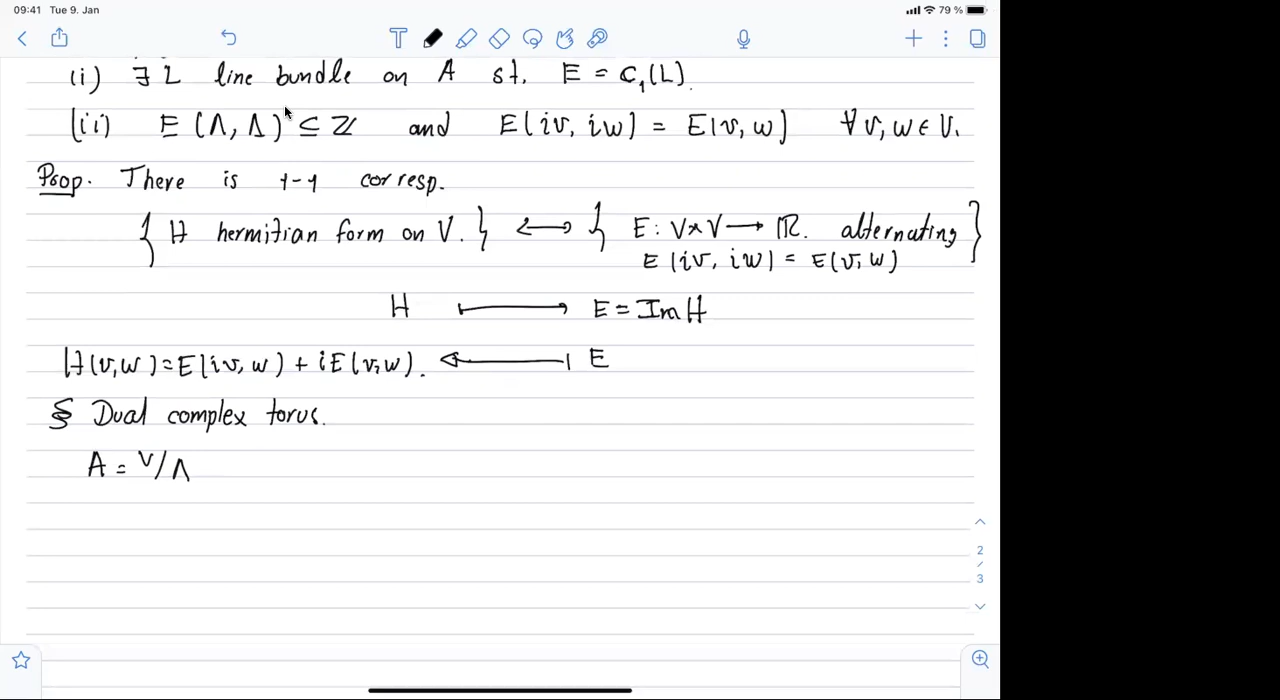 09:41 Tue 9. Jan 79 %
(i) ∃ L line bundle on A st. E = C₁(L).
(ii) E (Λ, Λ) ⊆ ℤ and E(iv, iw) = E(v, w) ∀ v, w ∈ V.
Prop. There is 1-1 corresp.
{ H hermitian form on V. } ⟷ { E: V×V ⟶ ℝ. alternating }
E (iv, iw) = E(v, w)
H ⟼ E = Im H
H(v,w) = E(iv, w) + iE(v,w). ⟻ E
§ Dual complex torus.
A = V/Λ
2
/
3